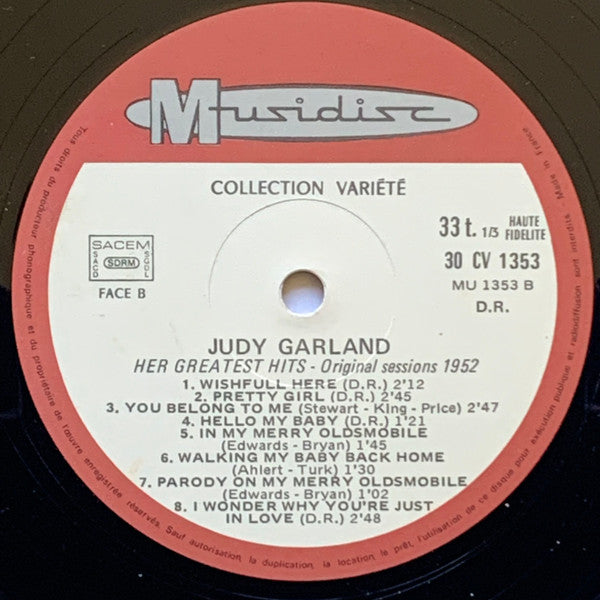 Musidisc
COLLECTION VARIÉTÉ
33 t. 1/3 HAUTE FIDELITE
30 CV 1353
MU 1353 B
D.R.
SACEM
SACD SDRM SGDL
FACE B
JUDY GARLAND
HER GREATEST HITS - Original sessions 1952
1. WISHFULL HERE (D.R.) 2'12
2. PRETTY GIRL (D.R.) 2'45
3. YOU BELONG TO ME (Stewart - King - Price) 2'47
4. HELLO MY BABY (D.R.) 1'21
5. IN MY MERRY OLDSMOBILE
(Edwards - Bryan) 1'45
6. WALKING MY BABY BACK HOME
(Ahlert - Turk) 1'30
7. PARODY ON MY MERRY OLDSMOBILE
(Edwards - Bryan) 1'02
8. I WONDER WHY YOU'RE JUST
IN LOVE (D.R.) 2'48
Tous droits du producteur phonographique et du propriétaire de l'œuvre enregistrée réservés. Sauf autorisation, la duplication, la location, le prêt, l'utilisation de ce disque pour exécution publique et radiodiffusion sont interdits - Made in France